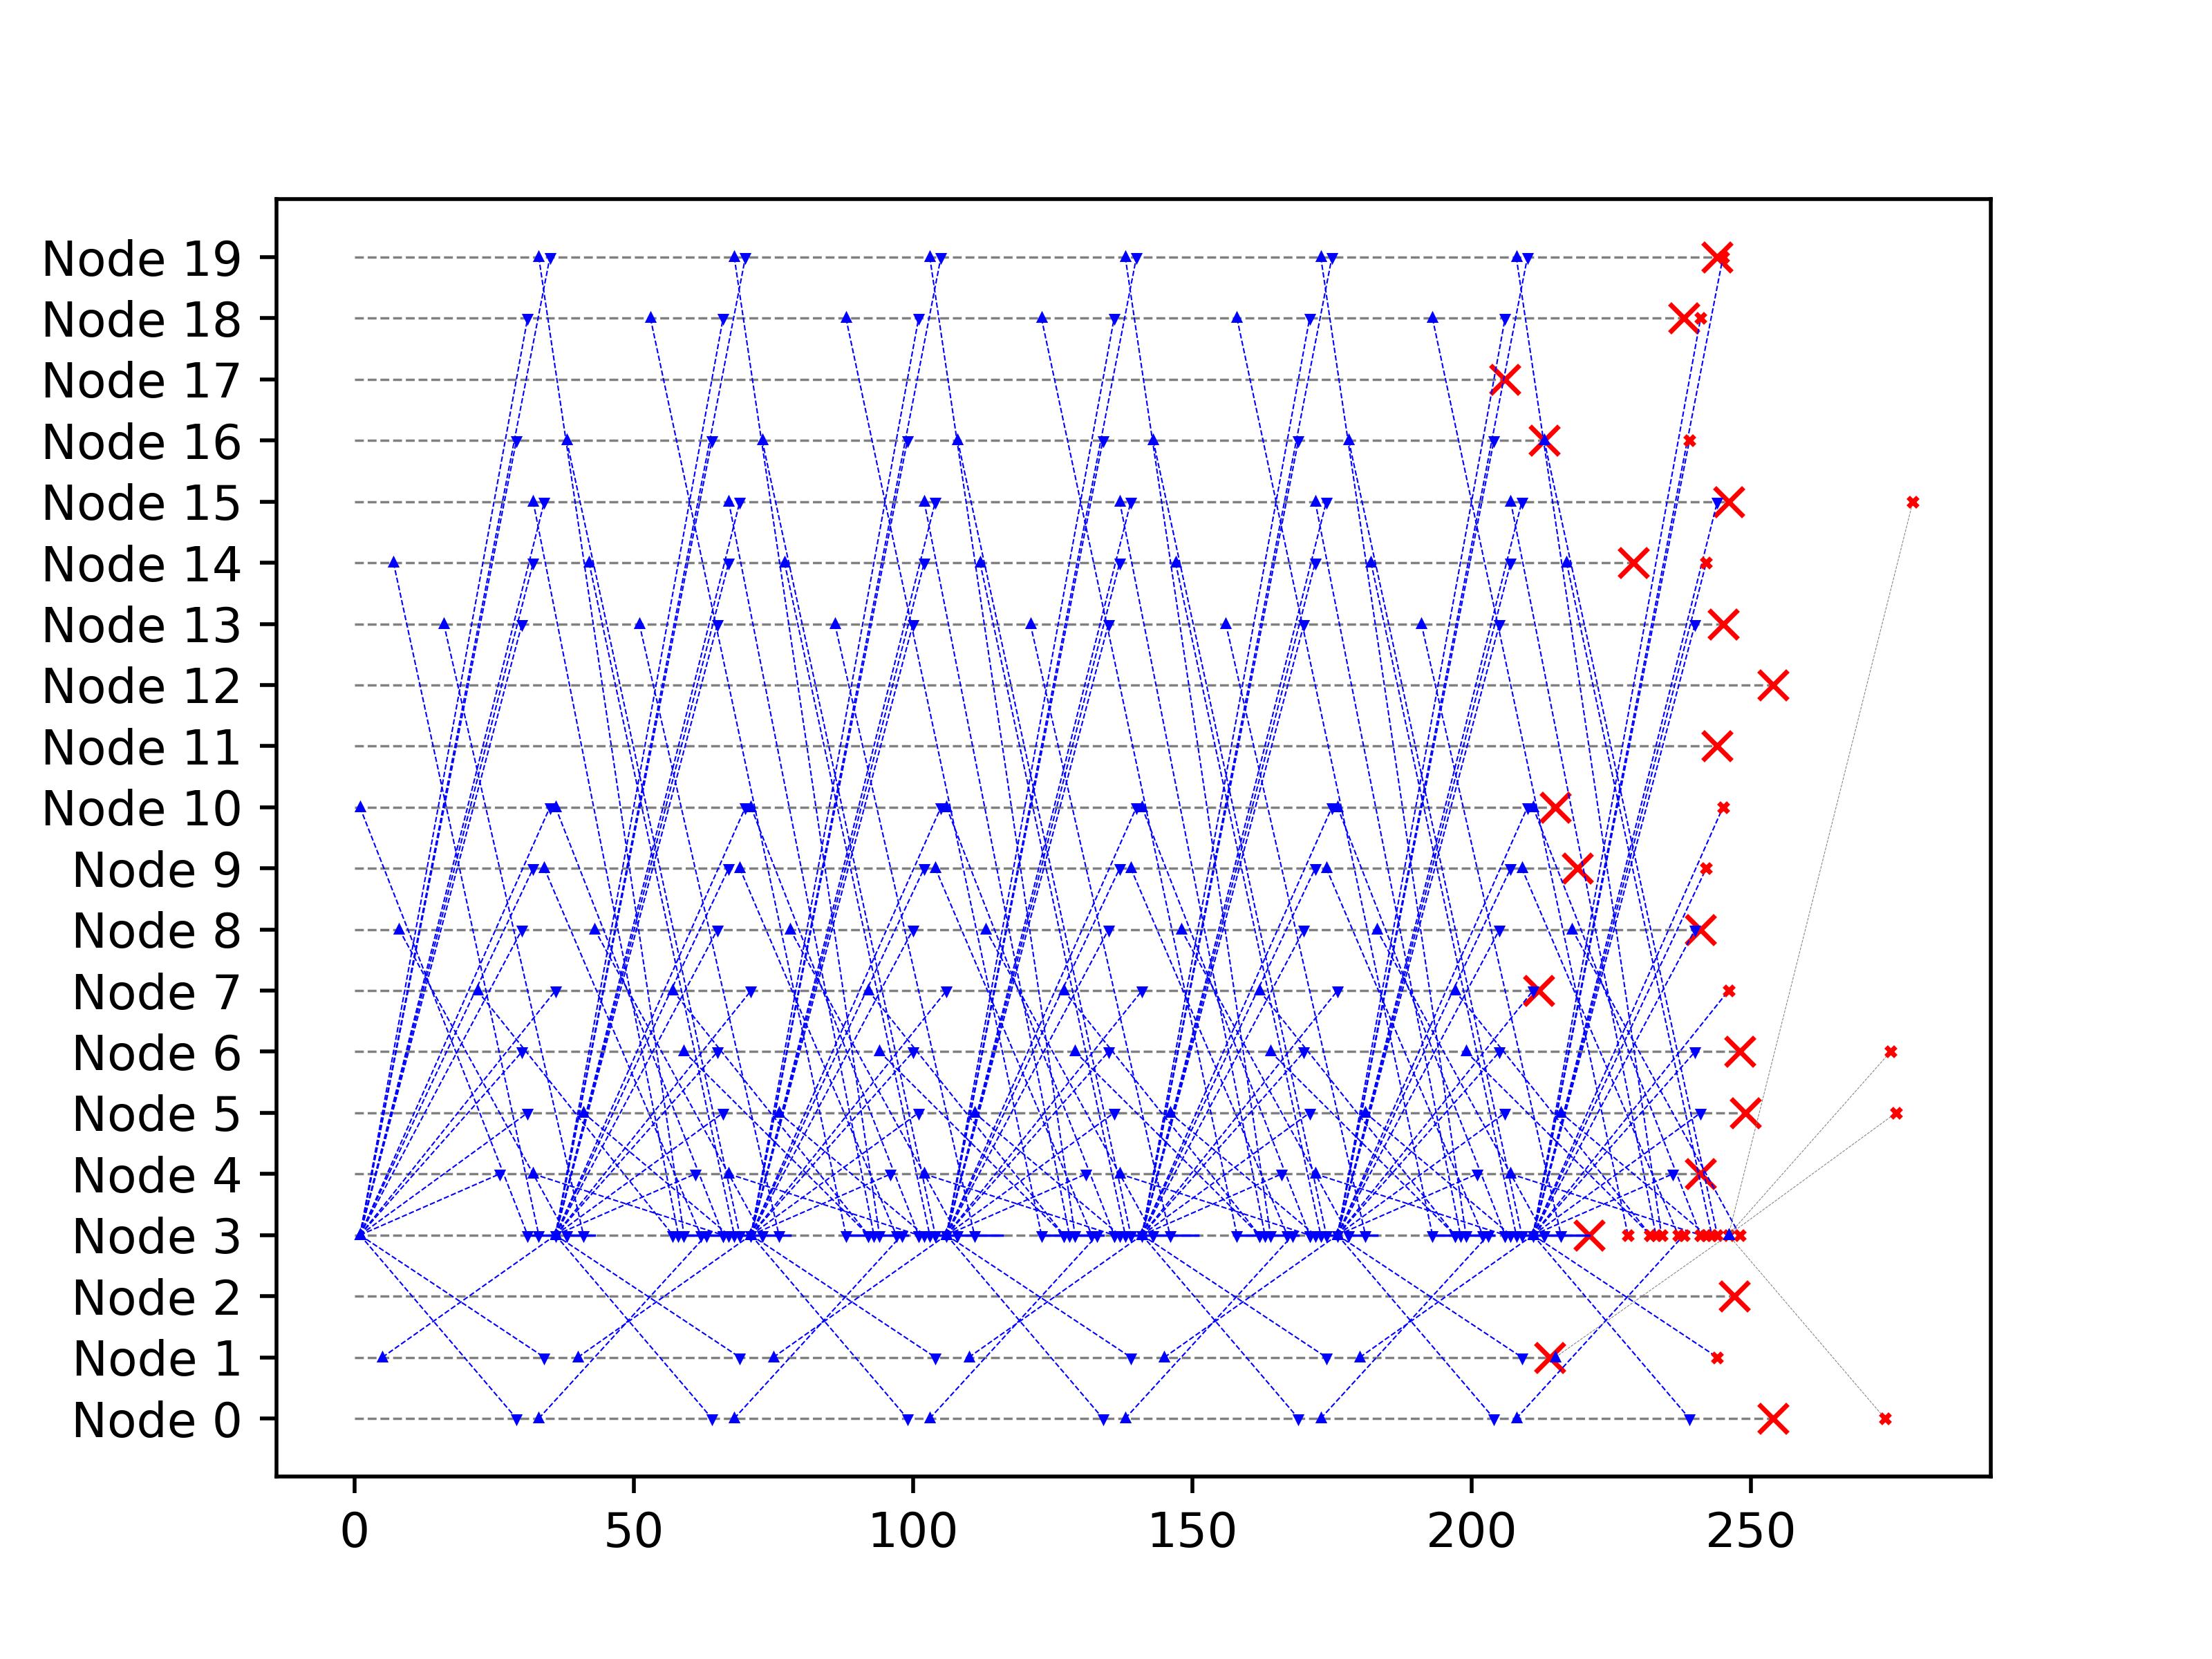 Node 19
Node 18
Node 17
Node 16
Node 15
Node 14
Node 13
Node 12
Node 11
Node 10
Node 9
Node 8
Node 7
Node 6
Node 5
Node 4
Node 3
Node 2
Node 1
Node 0
0 50 100 150 200 250